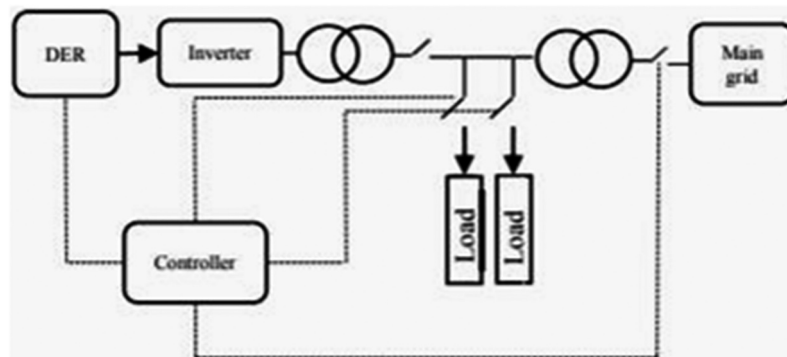 DER
Inverter
Main
grid
Load
Load
Controller